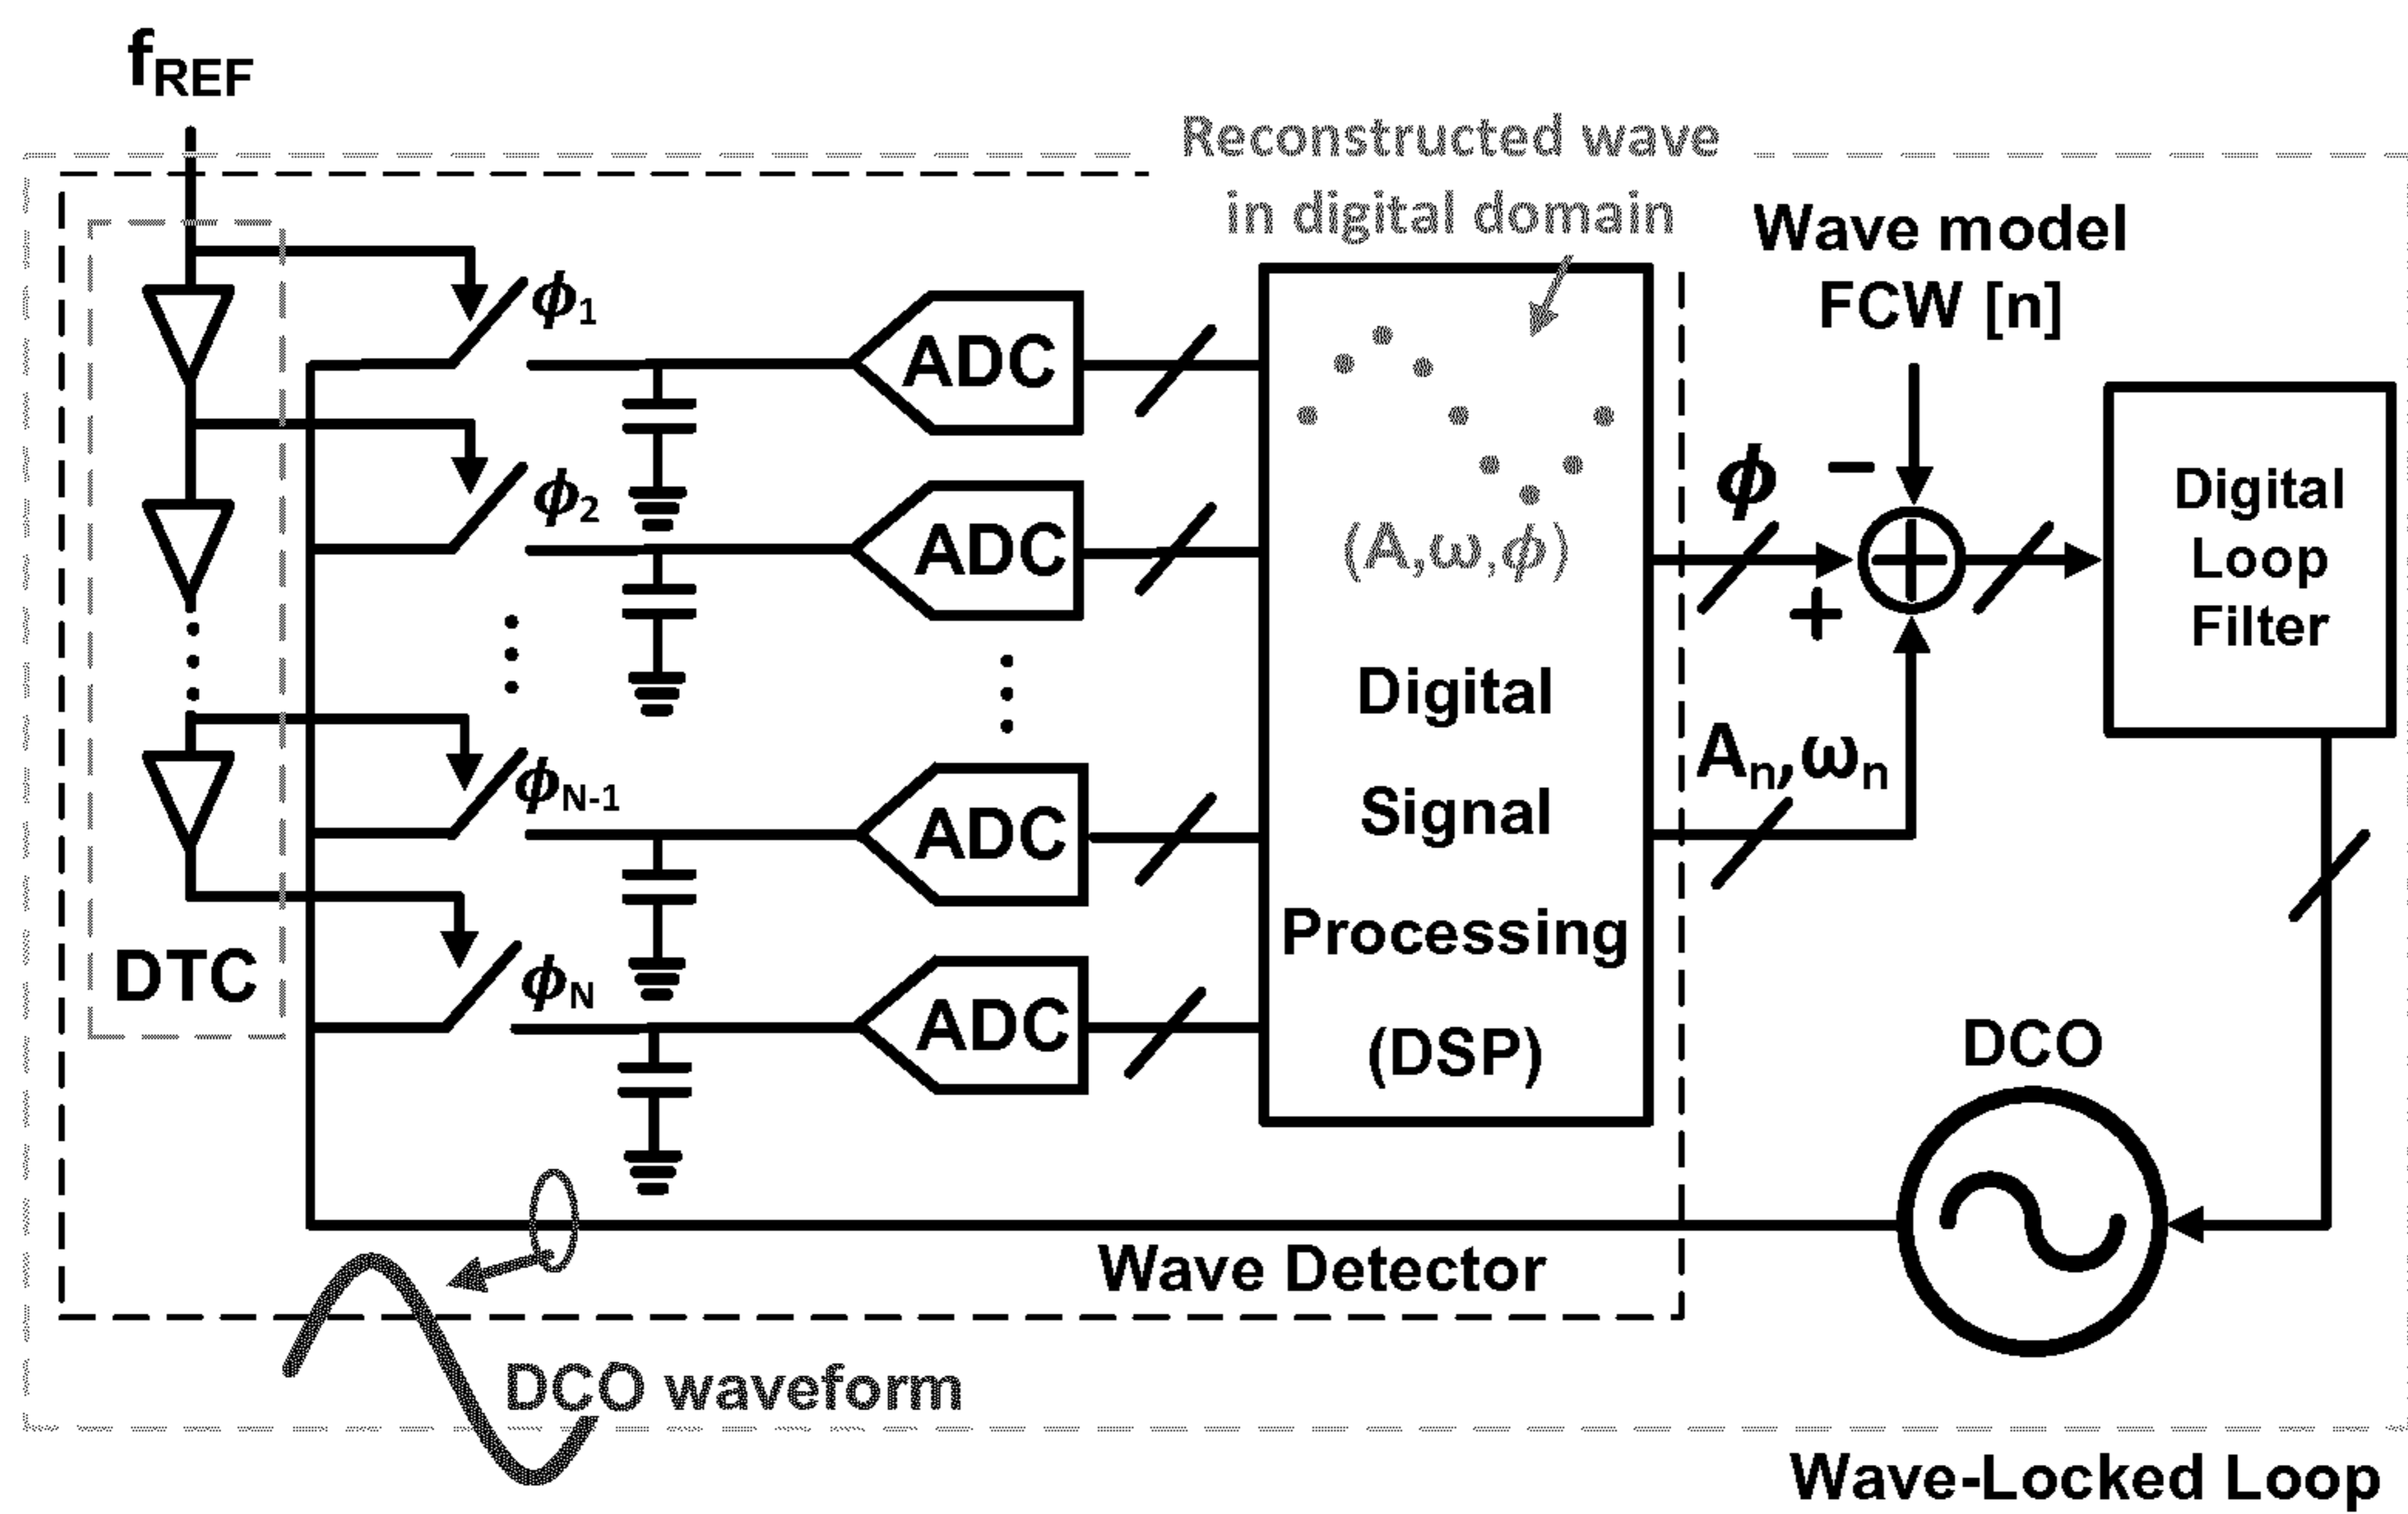 fREF
Reconstructed wave
in digital domain
Wave model
FCW [n]
ϕ1
ADC
ϕ2
ADC
(A,ω,ϕ)
ϕ
−
+
Digital
Loop
Filter
Digital
Signal
Processing
(DSP)
An,ωn
ϕN-1
ADC
DTC
ϕN
ADC
DCO
Wave Detector
DCO waveform
Wave-Locked Loop